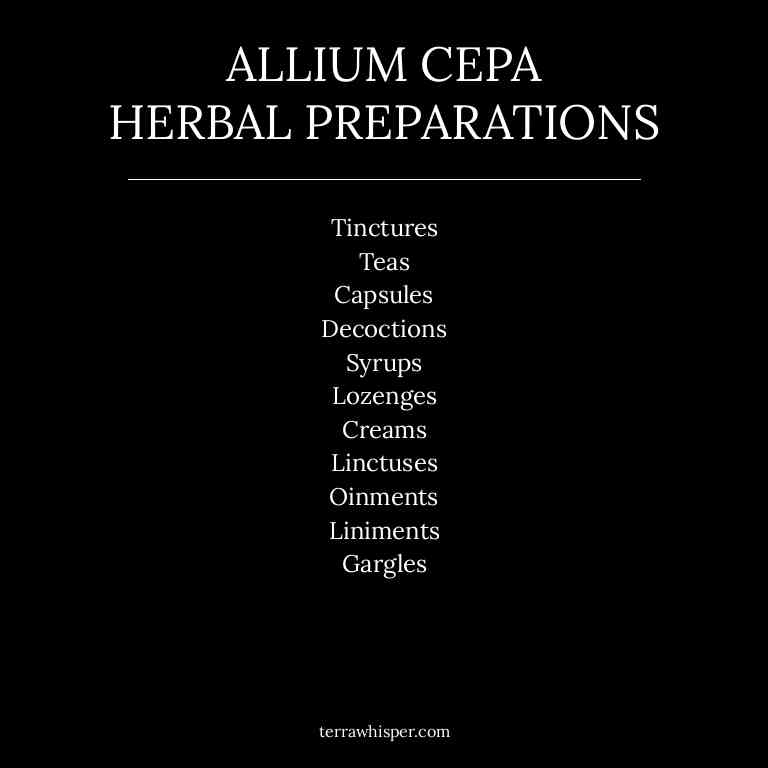 ALLIUM CEPA
HERBAL PREPARATIONS
Tinctures
Teas
Capsules
Decoctions
Syrups
Lozenges
Creams
Linctuses
Oinments
Liniments
Gargles
terrawhisper.com